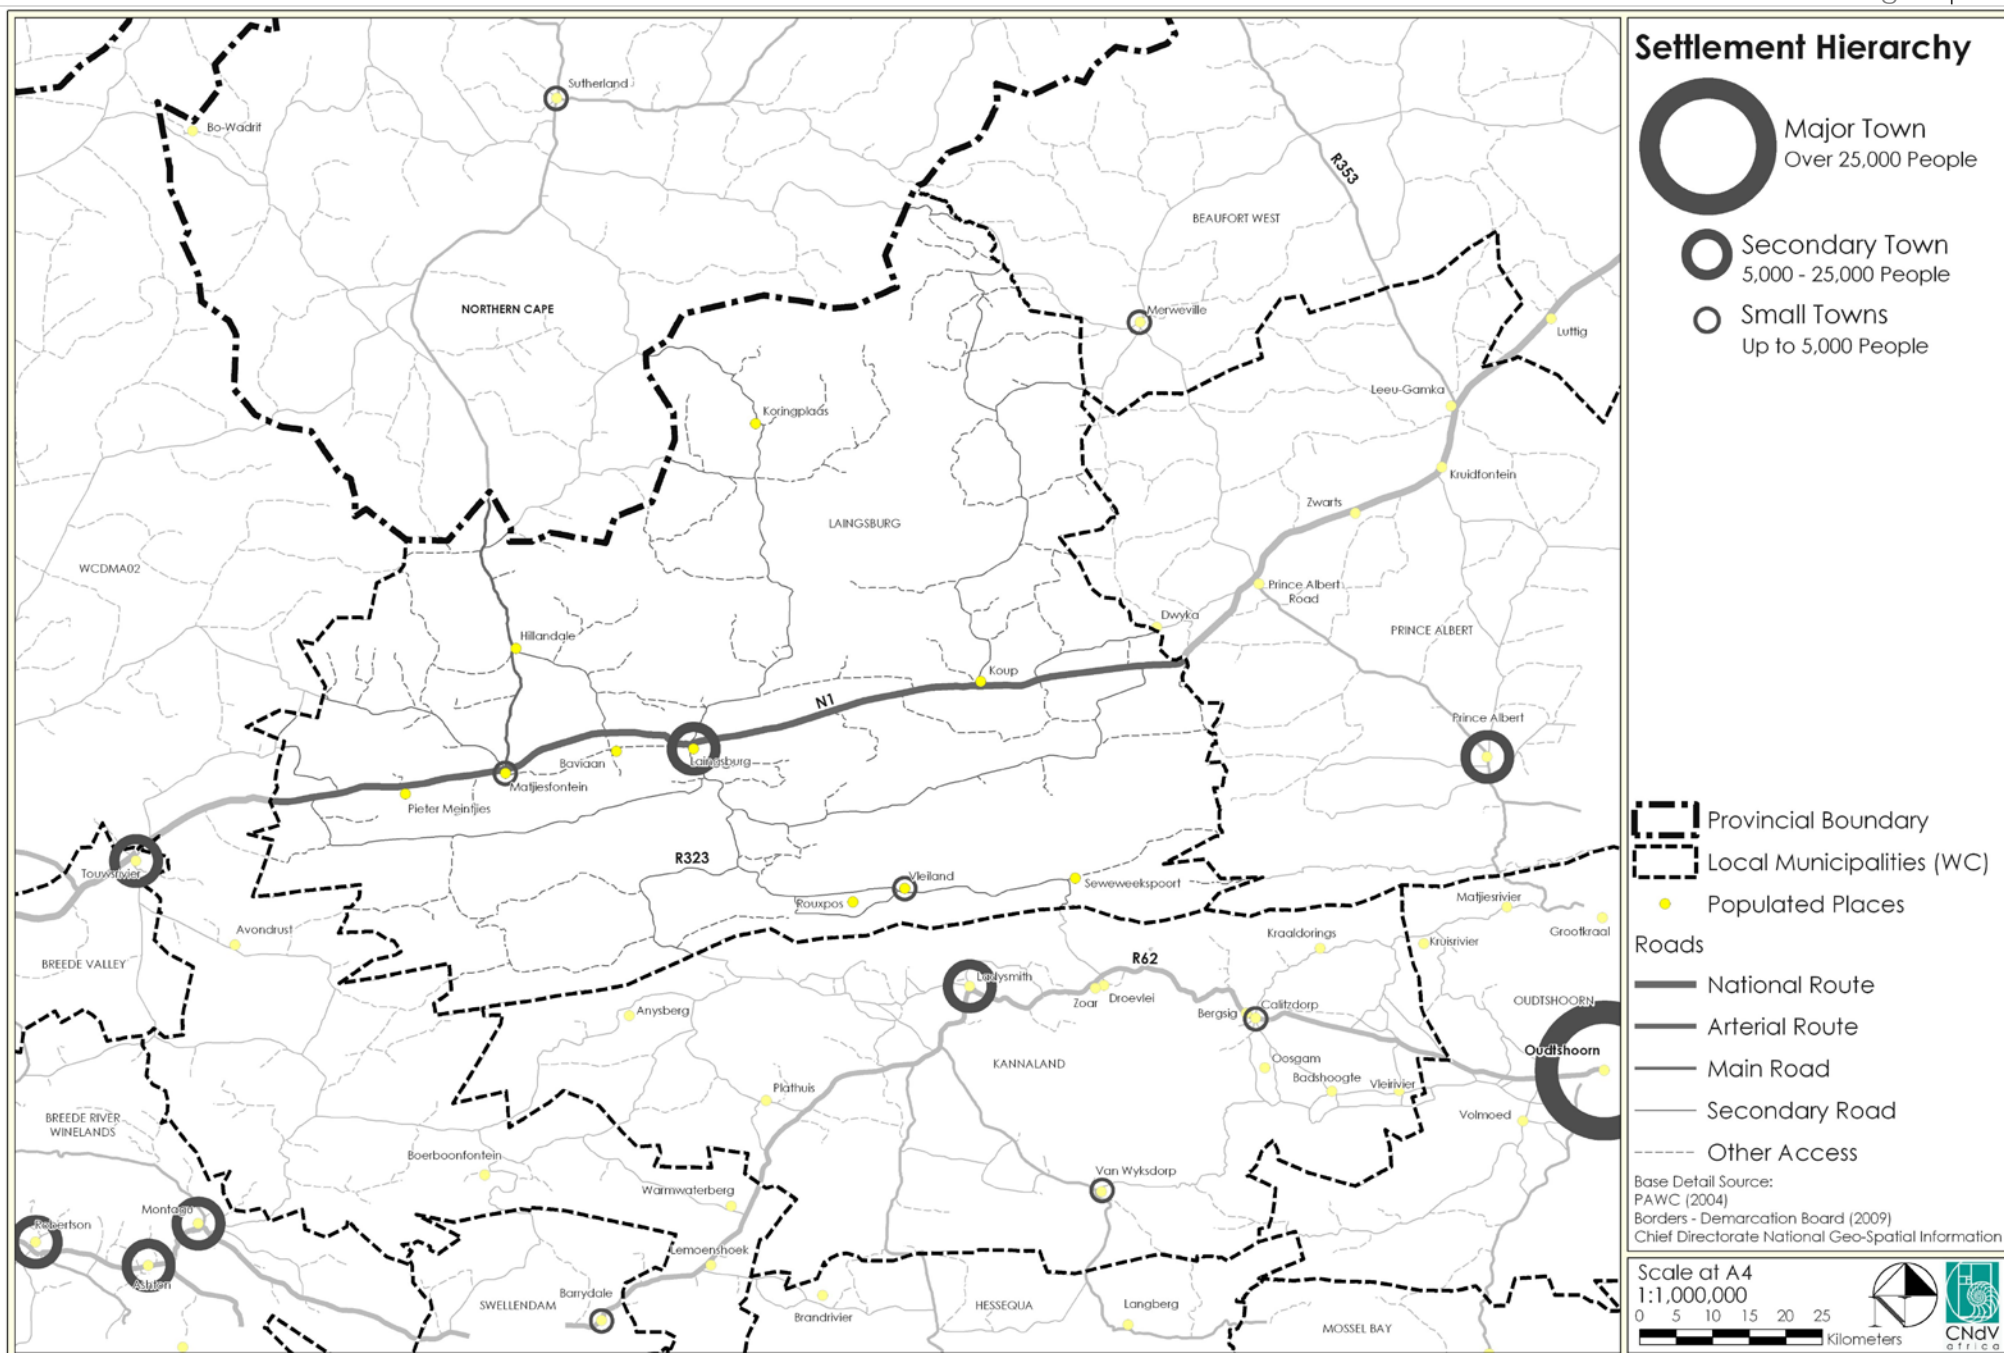 Sutherland
Bo-Wadrif
R353
BEAUFORT WEST
NORTHERN CAPE
Merweville
Luttig
Leeu-Gamka
Koringplaas
Kruidfontein
Zwarts
LAINGSBURG
WCDMA02
Prince Albert
Road
Dwyka
PRINCE ALBERT
Hillandale
Koup
N1
Prince Albert
Baviaan
Laingsburg
Matjiesfontein
Pieter Meintjies
R323
Touwsrivier
Vleiland
Seweweekspoort
Rouxpos
Matjiesrivier
Avondrust
Kraaldorings
Kruisrivier
Grootkraal
BREEDE VALLEY
R62
Ladysmith
Zoar
Droevlei
OUDTSHOORN
Anysberg
Bergsig
Calitzdorp
KANNALAND
Oudtshoorn
Oosgam
Badshoogte
Vleirivier
Plathuis
Volmoed
BREEDE RIVER
WINELANDS
Boerboonfontein
Van Wyksdorp
Warmwaterberg
Montagu
Robertson
Lemoenshoek
Ashton
Barrydale
SWELLENDAM
Brandrivier
HESSEQUA
Langberg
MOSSEL BAY
Settlement Hierarchy
Major Town
Over 25,000 People
Secondary Town
5,000 - 25,000 People
Small Towns
Up to 5,000 People
Provincial Boundary
Local Municipalities (WC)
Populated Places
Roads
National Route
Arterial Route
Main Road
Secondary Road
Other Access
Base Detail Source:
PAWC (2004)
Borders - Demarcation Board (2009)
Chief Directorate National Geo-Spatial Information
Scale at A4
1:1,000,000
0 5 10 15 20 25
Kilometers
CNdV
africa